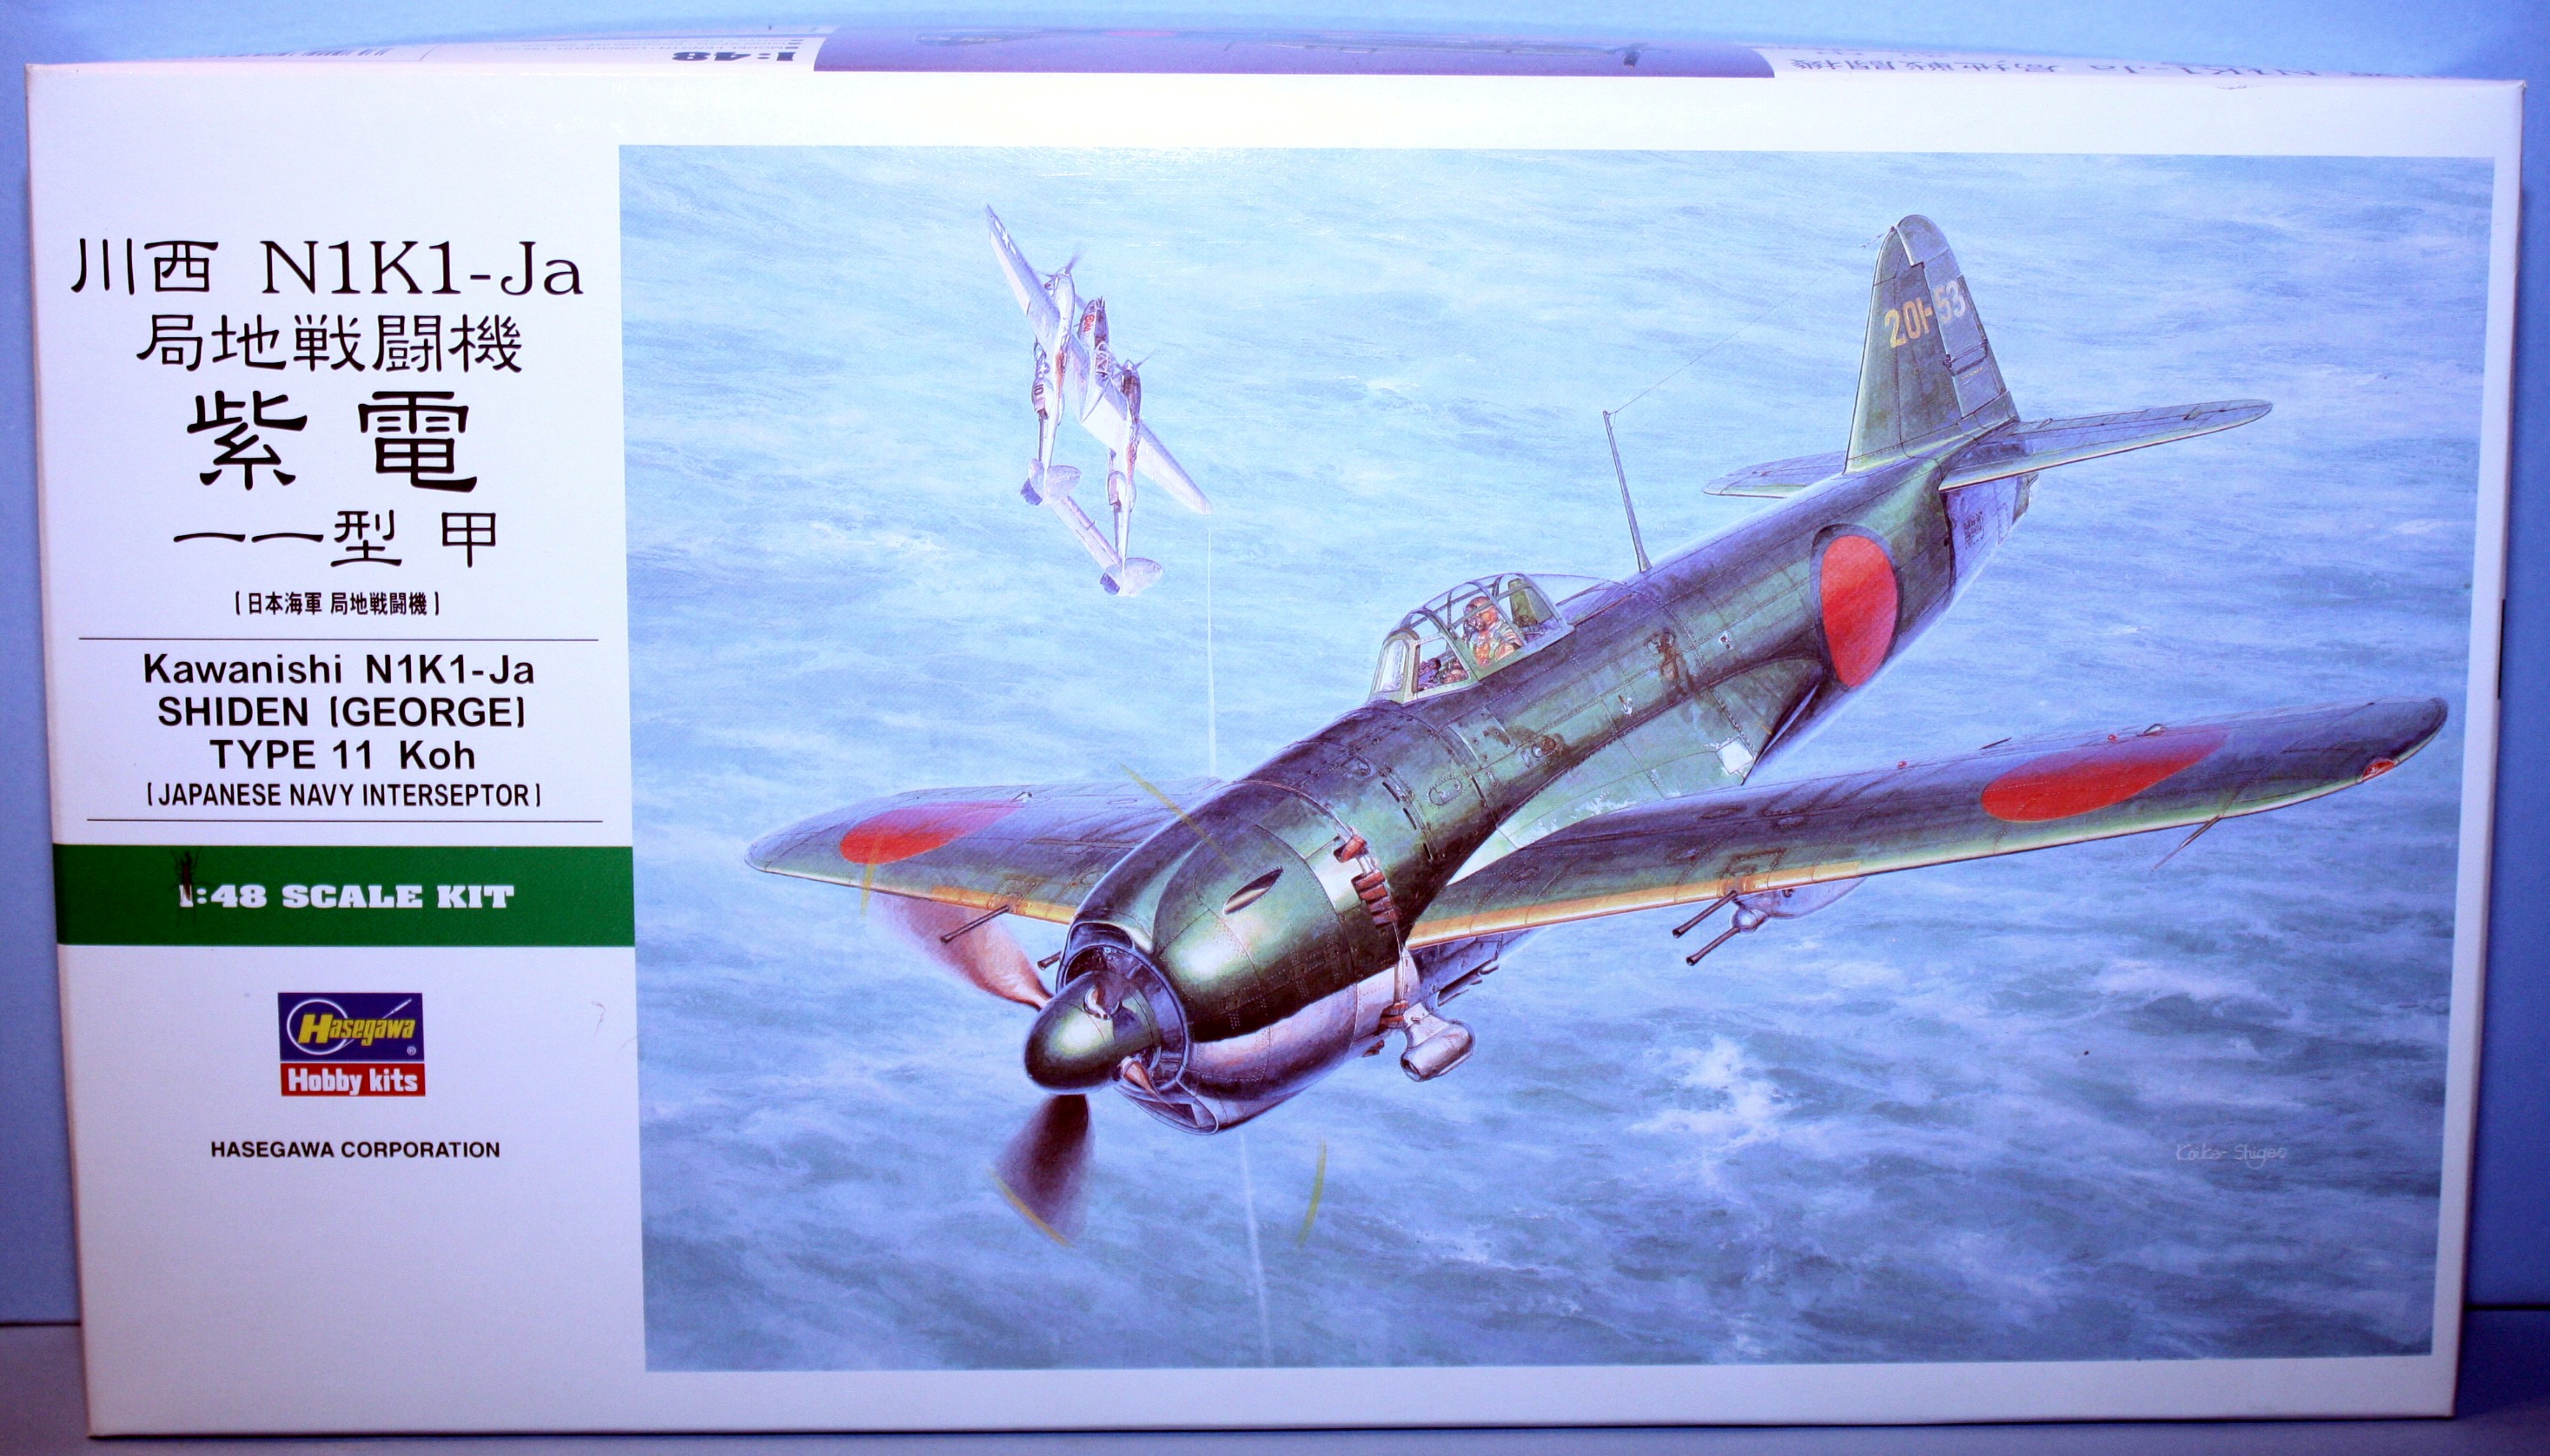 1:48
川西 N1K1-Ja
局地戦闘機
紫電
一一型 甲
[日本海軍 局地戦闘機]
Kawanishi N1K1-Ja
SHIDEN [GEORGE]
TYPE 11 Koh
[JAPANESE NAVY INTERSEPTOR]
1:48 SCALE KIT
Hasegawa®
Hobby kits
HASEGAWA CORPORATION
201-53
Koike Shigeo